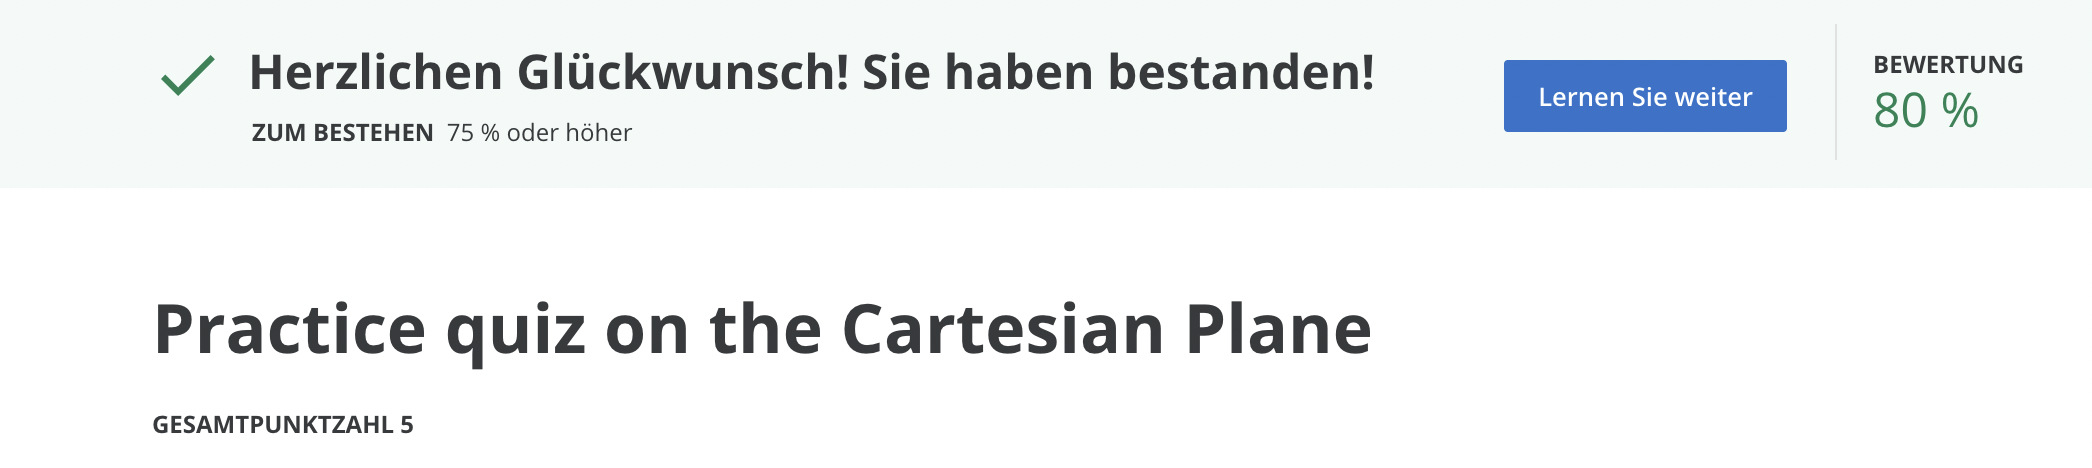 Herzlichen Glückwunsch! Sie haben bestanden!
ZUM BESTEHEN 75 % oder höher
Lernen Sie weiter
BEWERTUNG
80 %
Practice quiz on the Cartesian Plane
GESAMTPUNKTZAHL 5